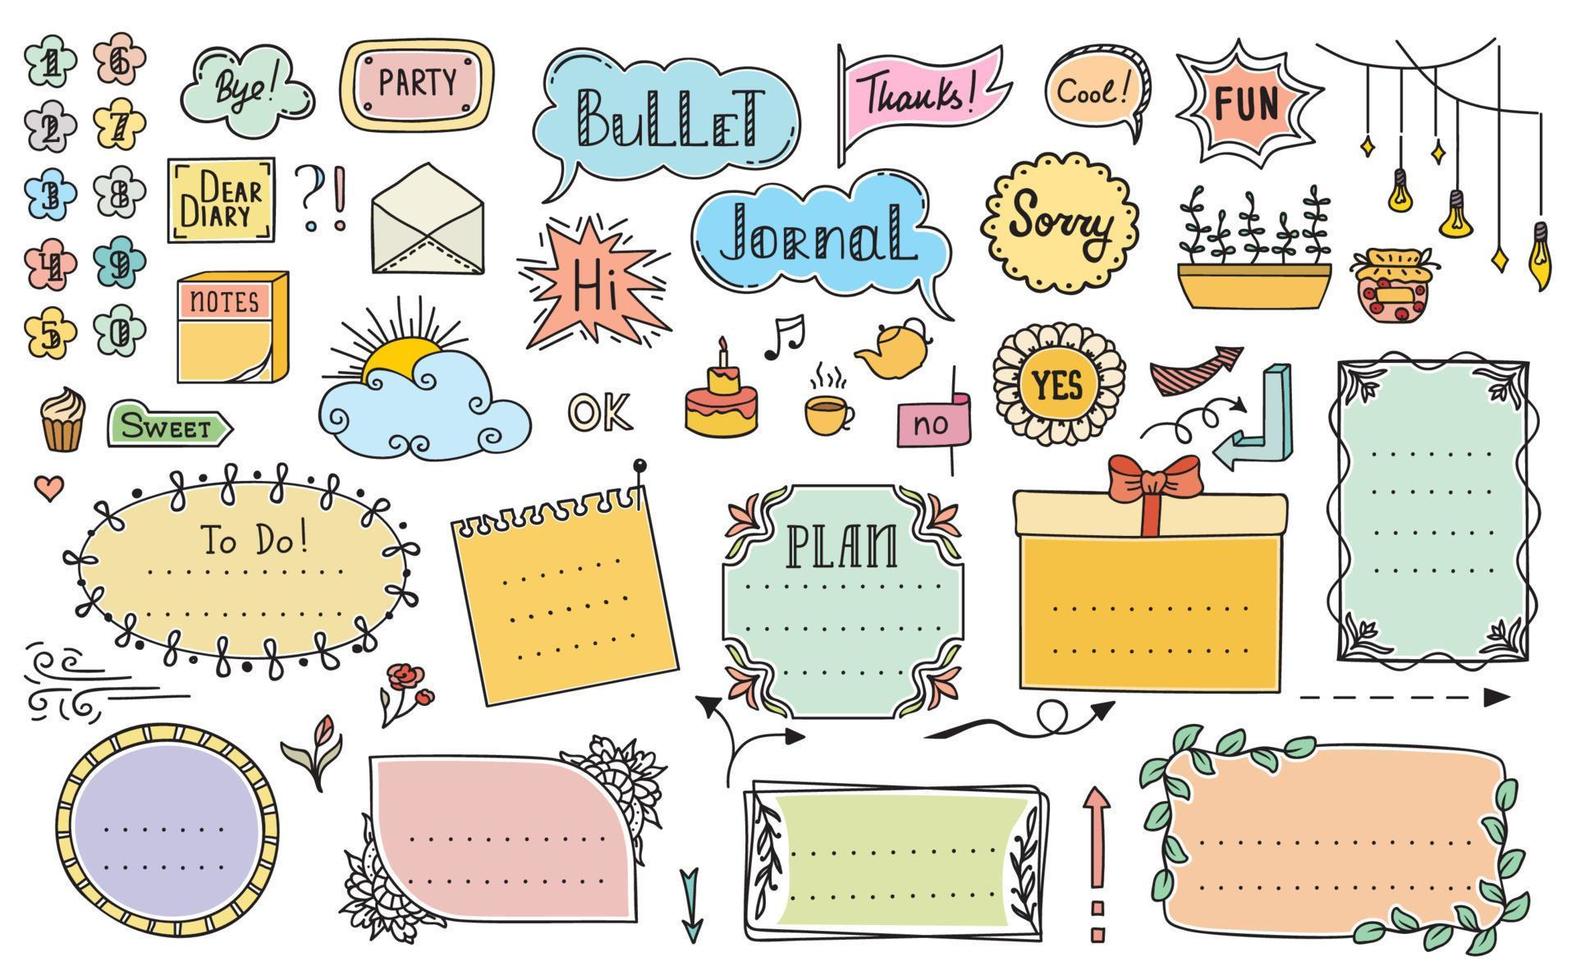 1 6
2 7
3 8
4 9
5 0
Bye!
PARTY
BuLLET
Thanks!
Cool!
FUN
DEAR
DIARY
?!
JoRNaL
Sorry
NOTES
Hi
YES
SWEET
OK
no
To Do!
PLAN